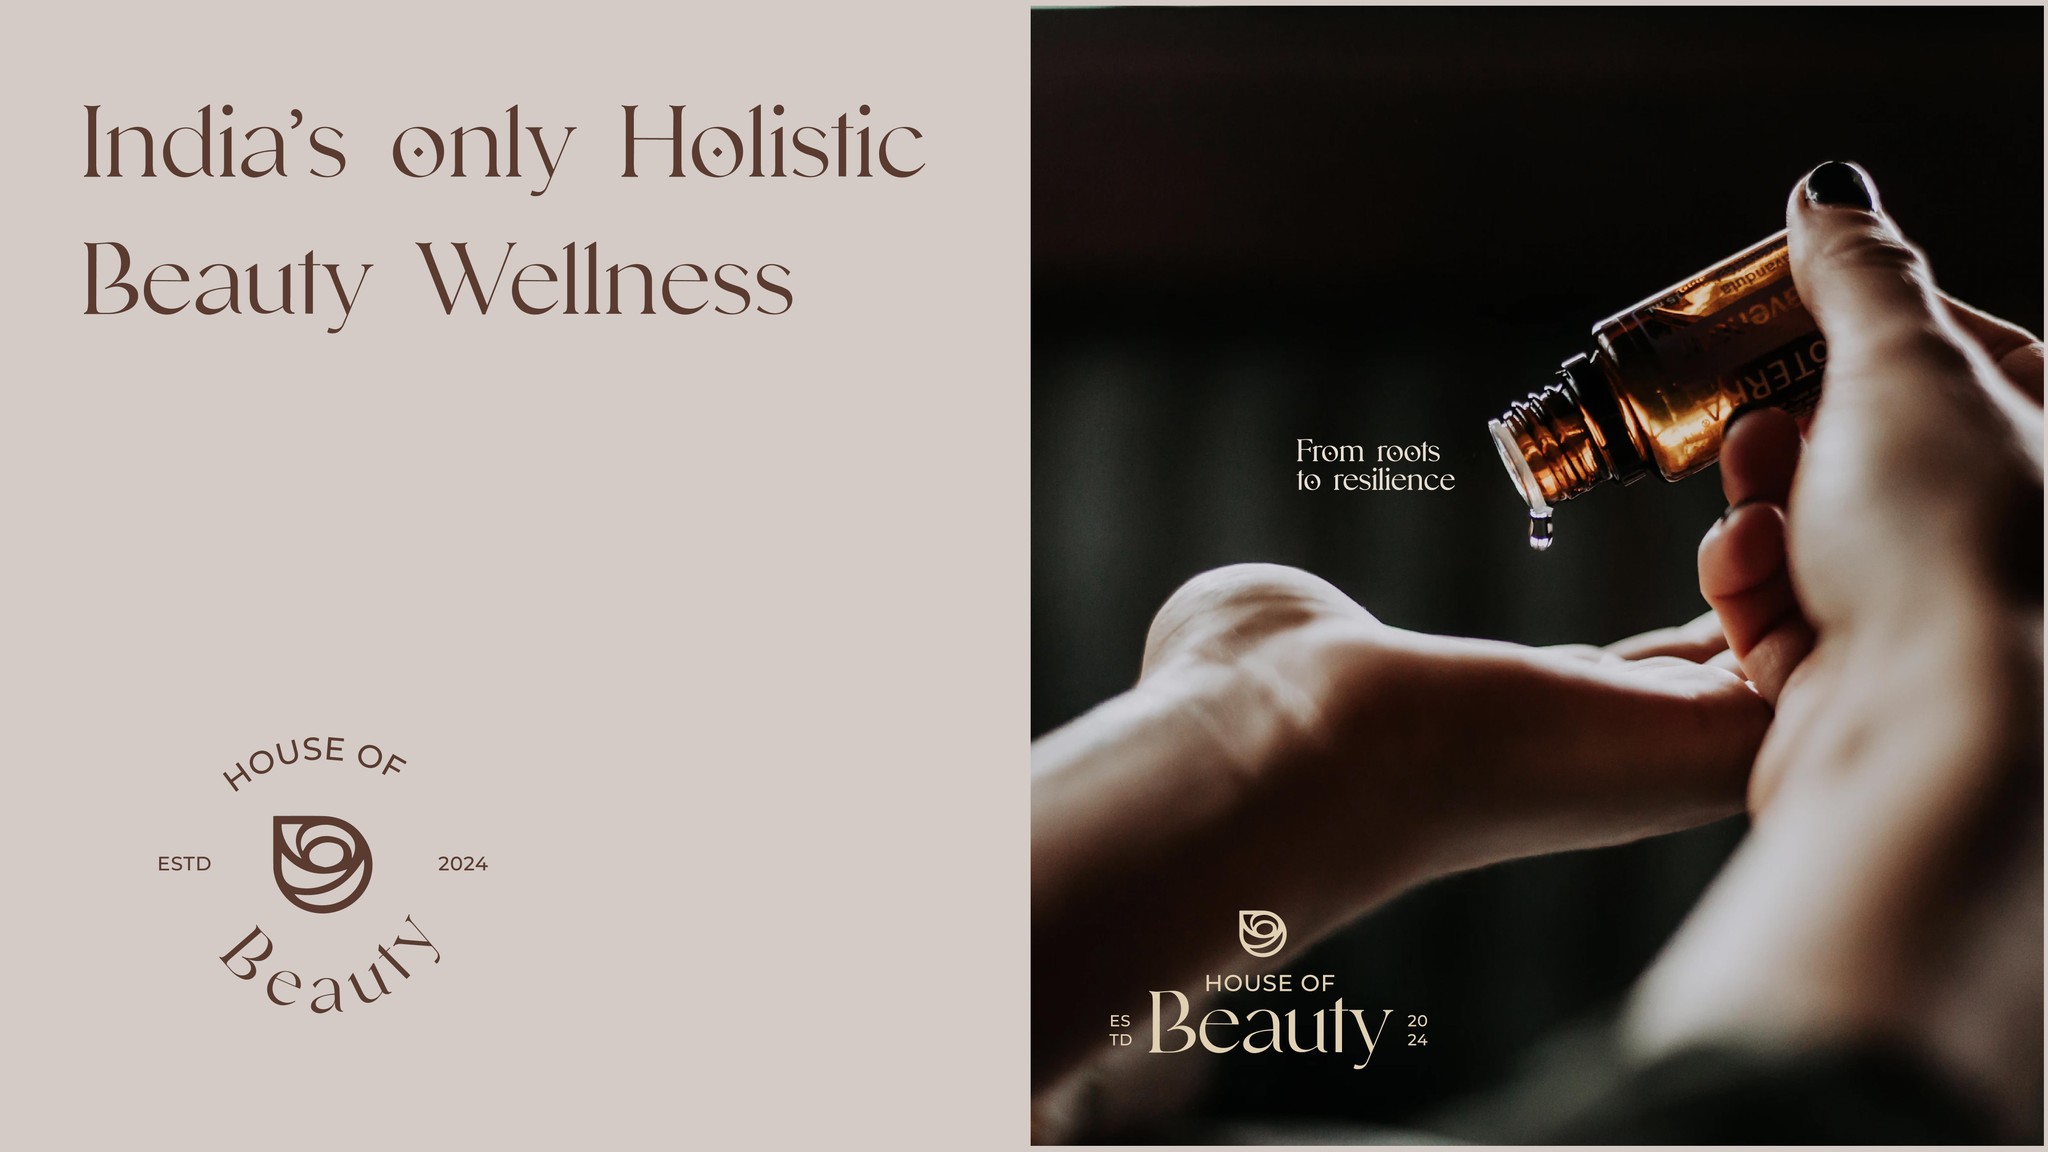 India's only Holistic
Beauty Wellness
HOUSE OF
ESTD
2024
Beauty
From roots
to resilience
HOUSE OF
Beauty
ES
TD
20
24